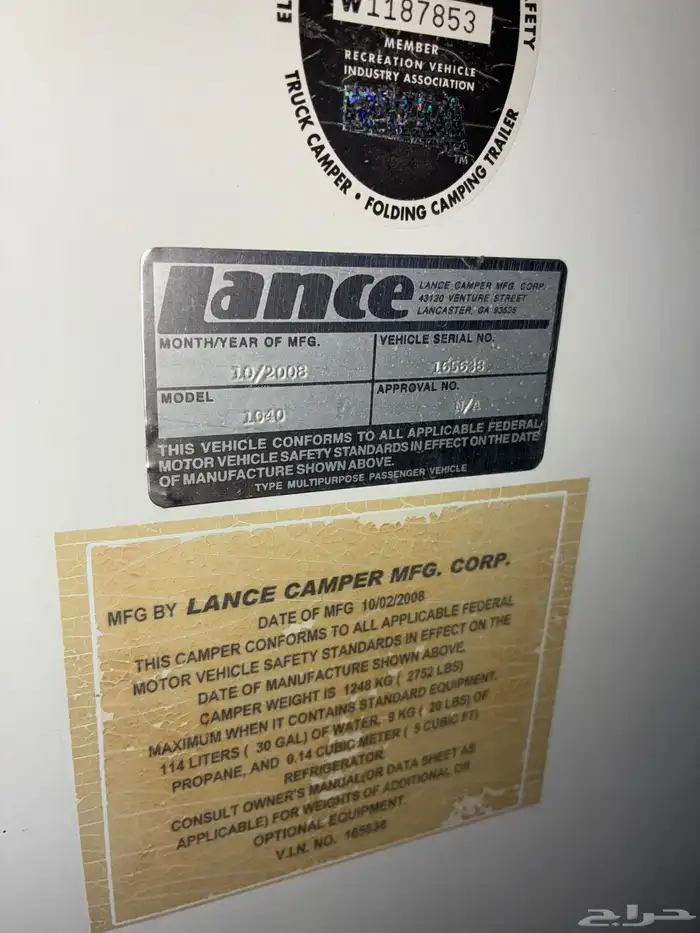 W1187853
MEMBER
RECREATION VEHICLE
INDUSTRY ASSOCIATION
TM
TRUCK CAMPER • FOLDING CAMPING TRAILER
Lance
LANCE CAMPER MFG. CORP.
43120 VENTURE STREET
LANCASTER, CA 93535
MONTH/YEAR OF MFG.
10/2008
VEHICLE SERIAL NO.
165638
MODEL
1040
APPROVAL NO.
N/A
THIS VEHICLE CONFORMS TO ALL APPLICABLE FEDERAL
MOTOR VEHICLE SAFETY STANDARDS IN EFFECT ON THE DATE
OF MANUFACTURE SHOWN ABOVE.
TYPE MULTIPURPOSE PASSENGER VEHICLE
MFG BY LANCE CAMPER MFG. CORP.
DATE OF MFG 10/02/2008
THIS CAMPER CONFORMS TO ALL APPLICABLE FEDERAL
MOTOR VEHICLE SAFETY STANDARDS IN EFFECT ON THE
DATE OF MANUFACTURE SHOWN ABOVE.
CAMPER WEIGHT IS 1248 KG ( 2752 LBS)
MAXIMUM WHEN IT CONTAINS STANDARD EQUIPMENT.
114 LITERS ( 30 GAL) OF WATER, 9 KG ( 20 LBS) OF
PROPANE, AND 0.14 CUBIC METER ( 5 CUBIC FT)
REFRIGERATOR.
CONSULT OWNER'S MANUAL(OR DATA SHEET AS
APPLICABLE) FOR WEIGHTS OF ADDITIONAL OR
OPTIONAL EQUIPMENT.
V.I.N. NO. 165638
حراج